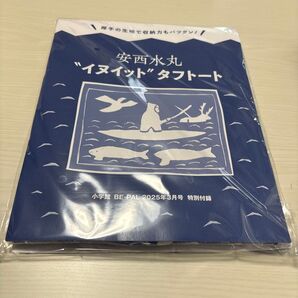 厚手の生地で収納力もバツグン！
安西水丸
“イヌイット”タフトート
小学館 BE-PAL 2025年3月号 特別付録